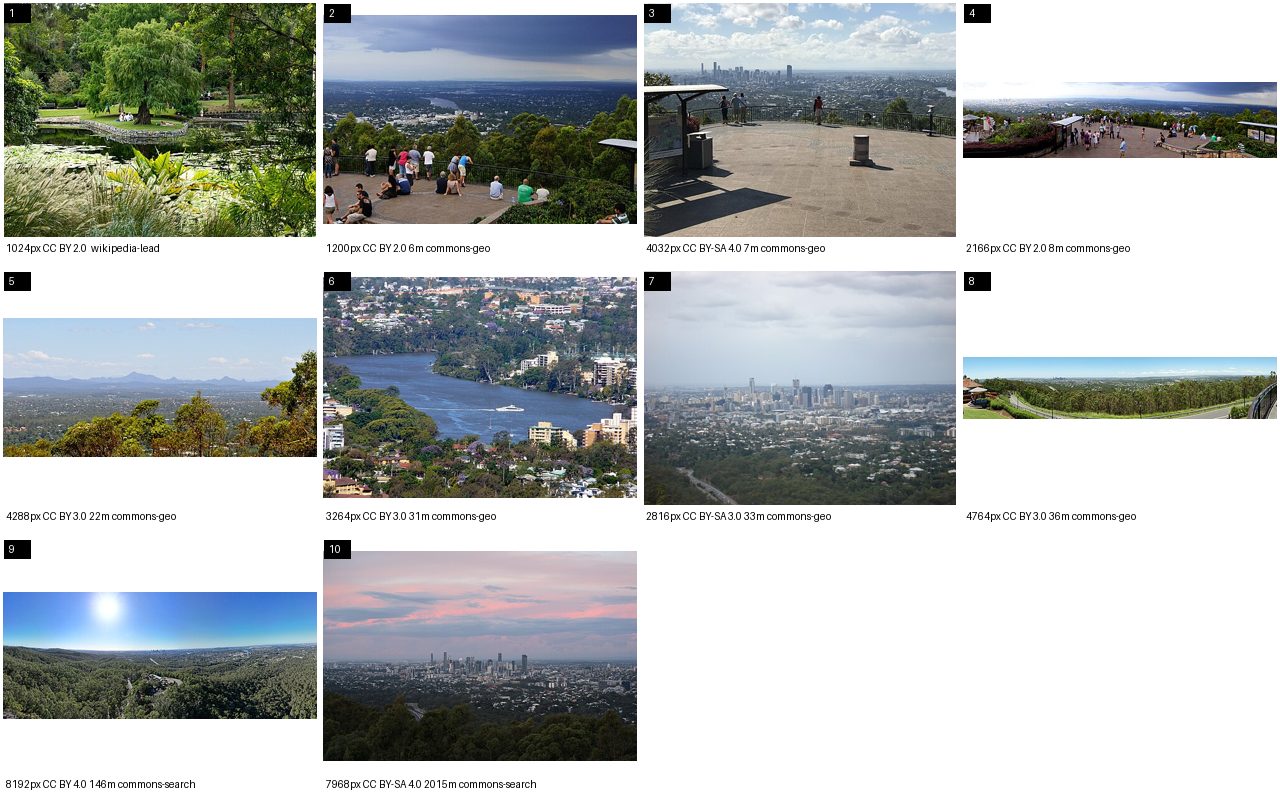 1
2
3
4
1024px CC BY 2.0 wikipedia-lead
1200px CC BY 2.0 6m commons-geo
4032px CC BY-SA 4.0 7m commons-geo
2166px CC BY 2.0 8m commons-geo
5
6
7
8
4288px CC BY 3.0 22m commons-geo
3264px CC BY 3.0 31m commons-geo
2816px CC BY-SA 3.0 33m commons-geo
4764px CC BY 3.0 36m commons-geo
9
10
8192px CC BY 4.0 146m commons-search
7968px CC BY-SA 4.0 2015m commons-search